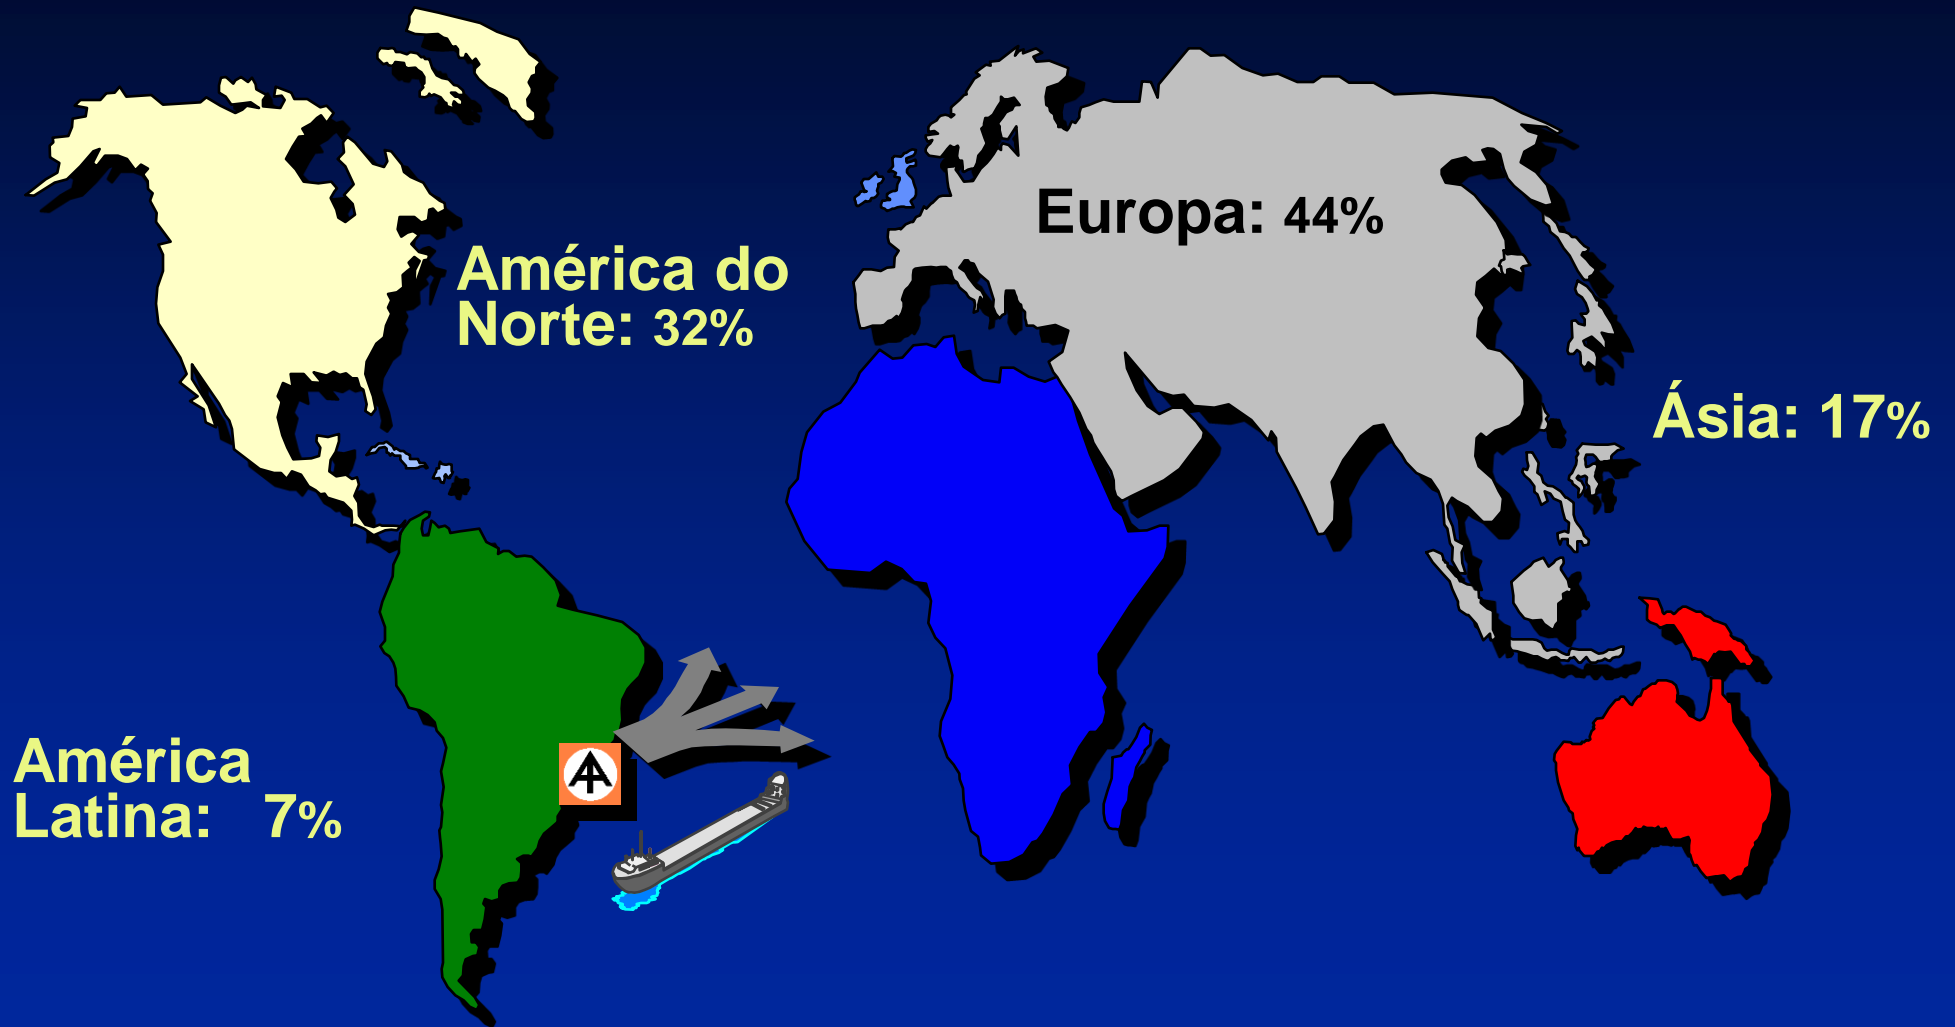 América do
Norte: 32%
Europa: 44%
Ásia: 17%
América
Latina: 7%